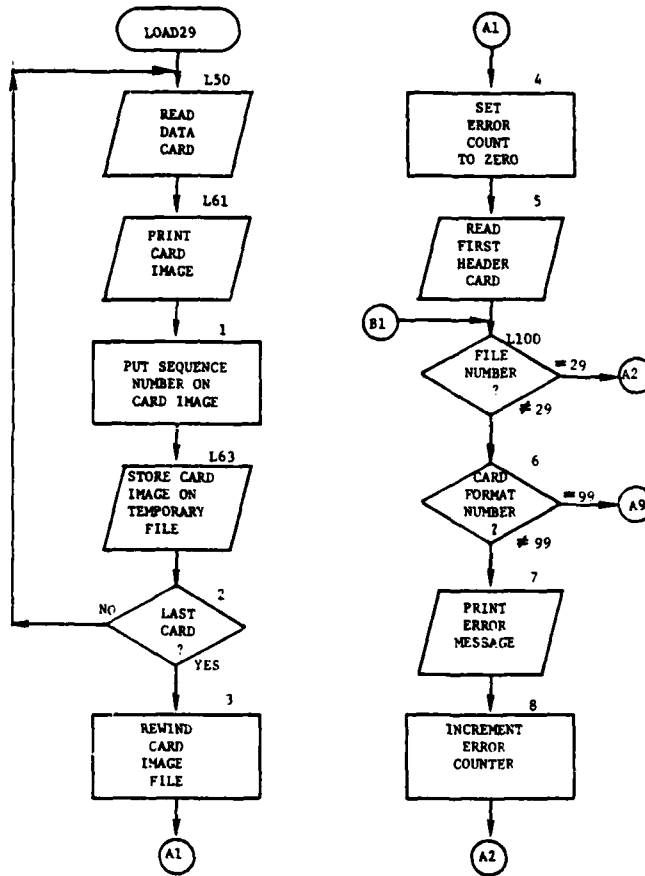 LOAD29
L50
READ
DATA
CARD
L61
PRINT
CARD
IMAGE
1
PUT SEQUENCE
NUMBER ON
CARD IMAGE
L63
STORE CARD
IMAGE ON
TEMPORARY
FILE
2
NO
LAST
CARD
?
YES
3
REWIND
CARD
IMAGE
FILE
A1
A1
4
SET
ERROR
COUNT
TO ZERO
5
READ
FIRST
HEADER
CARD
B1
L100
FILE
NUMBER
?
= 29
A2
≠ 29
6
CARD
FORMAT
NUMBER
?
= 99
A9
≠ 99
7
PRINT
ERROR
MESSAGE
8
INCREMENT
ERROR
COUNTER
A2